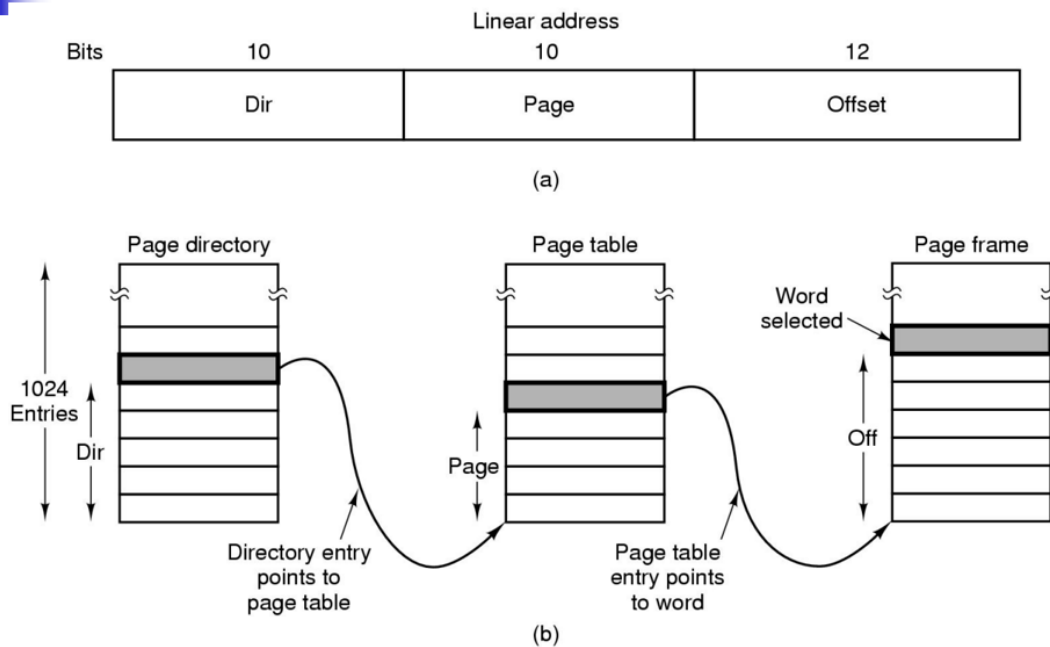 Linear address
Bits 10 10 12
Dir Page Offset
(a)
Page directory Page table Page frame
Word
selected
1024
Entries
Dir
Page
Off
Directory entry
points to
page table
Page table
entry points
to word
(b)